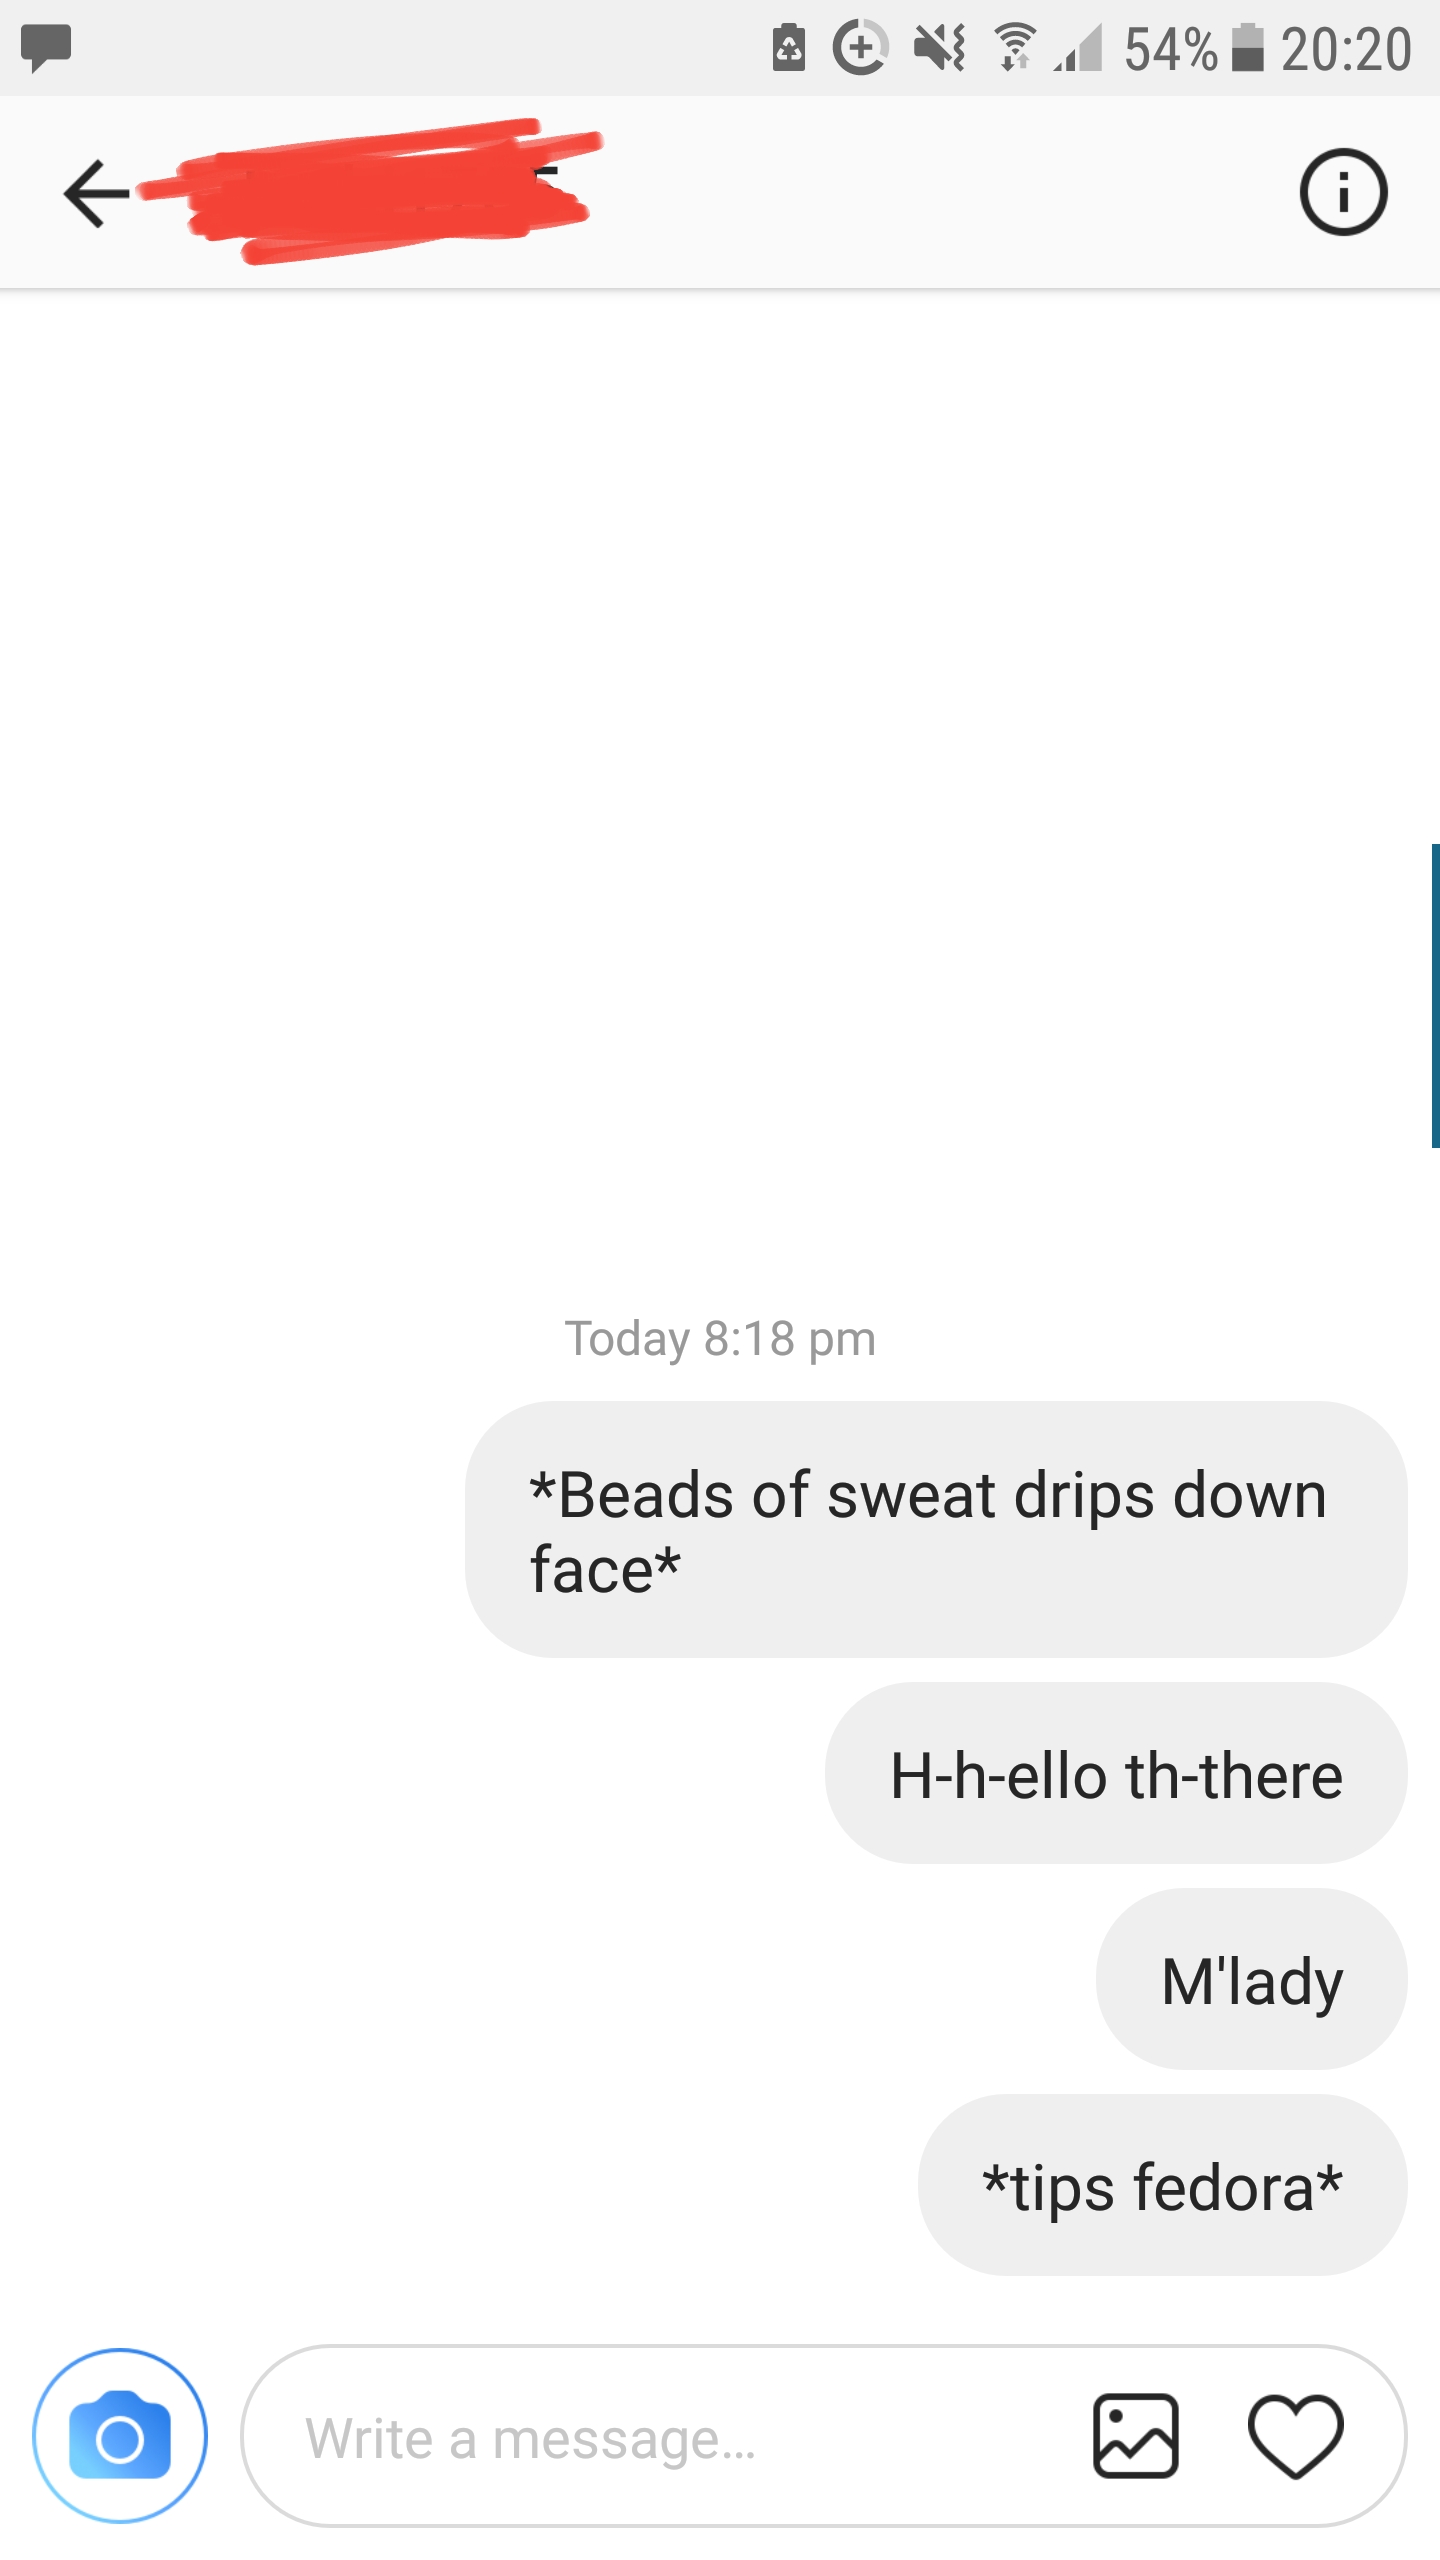 54% 20:20
Today 8:18 pm
*Beads of sweat drips down
face*
H-h-ello th-there
M'lady
*tips fedora*
Write a message…